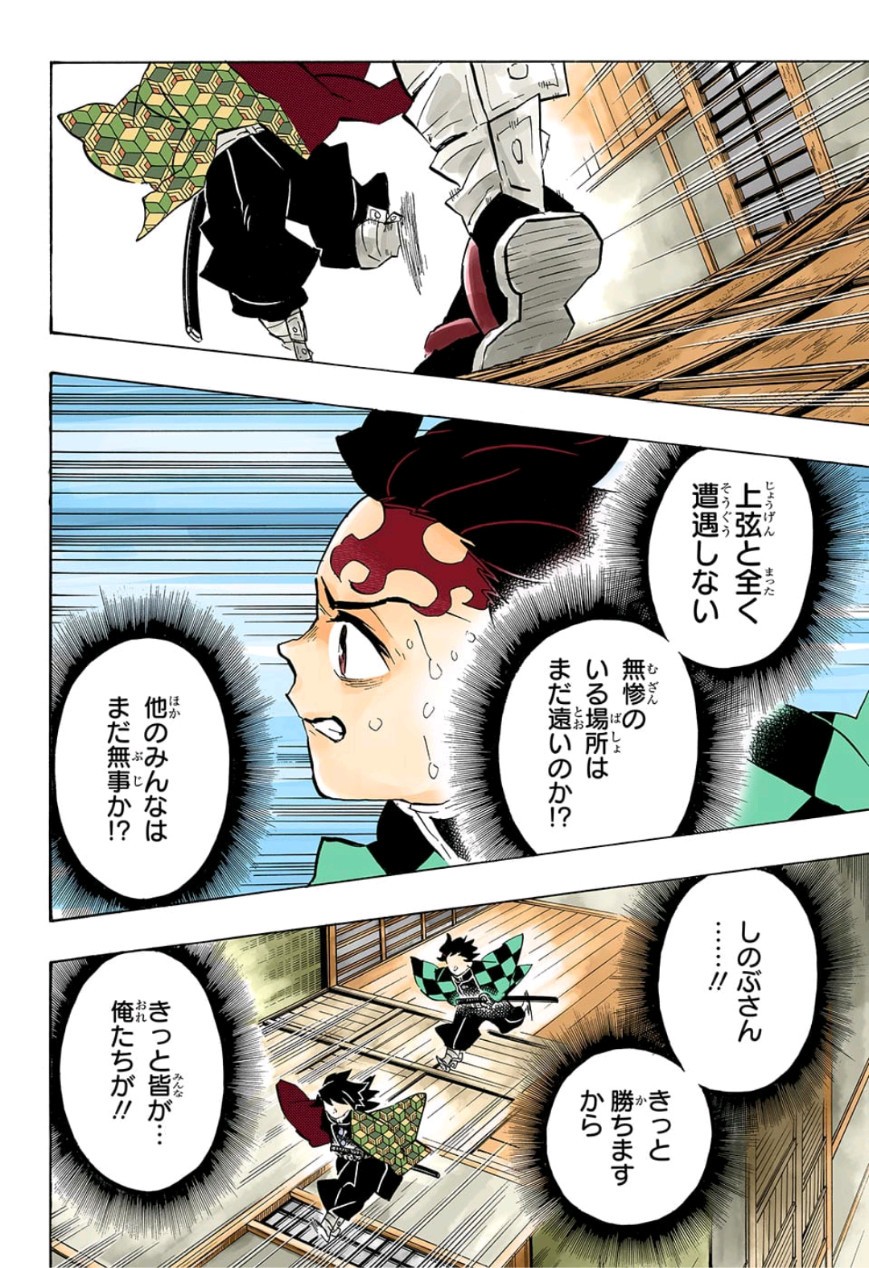 上弦と全く
遭遇しない
無惨の
いる場所は
まだ遠いのか!?
他のみんなは
まだ無事か!?
しのぶさん
……!!
きっと
勝ちます
から
きっと皆が…
俺たちが!!